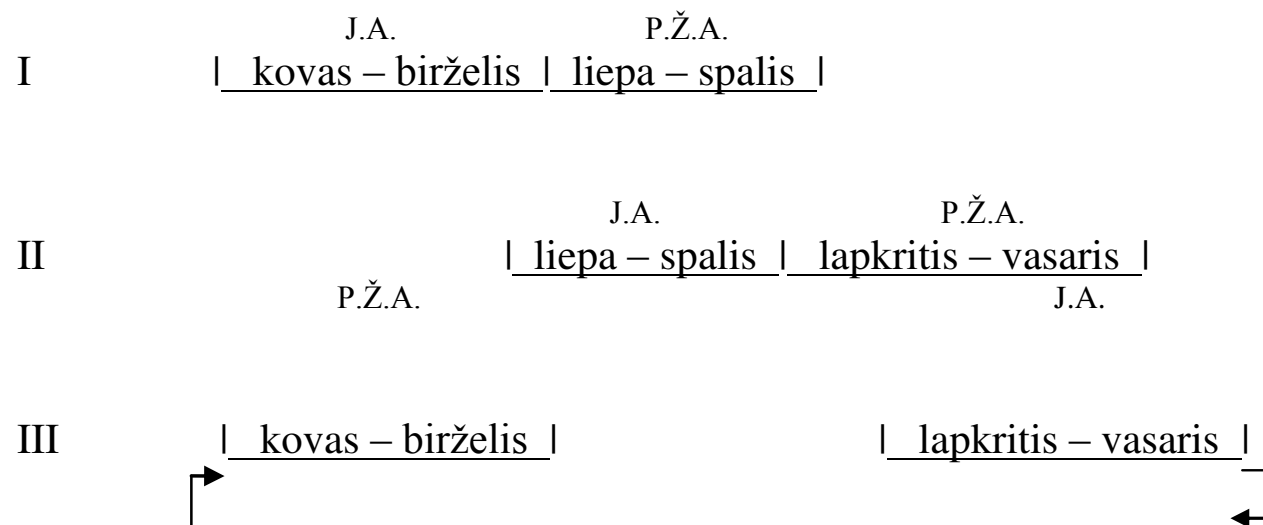 J.A. P.Ž.A.
I | kovas – birželis | liepa – spalis |
J.A. P.Ž.A.
II | liepa – spalis | lapkritis – vasaris |
P.Ž.A. J.A.
III | kovas – birželis | | lapkritis – vasaris |